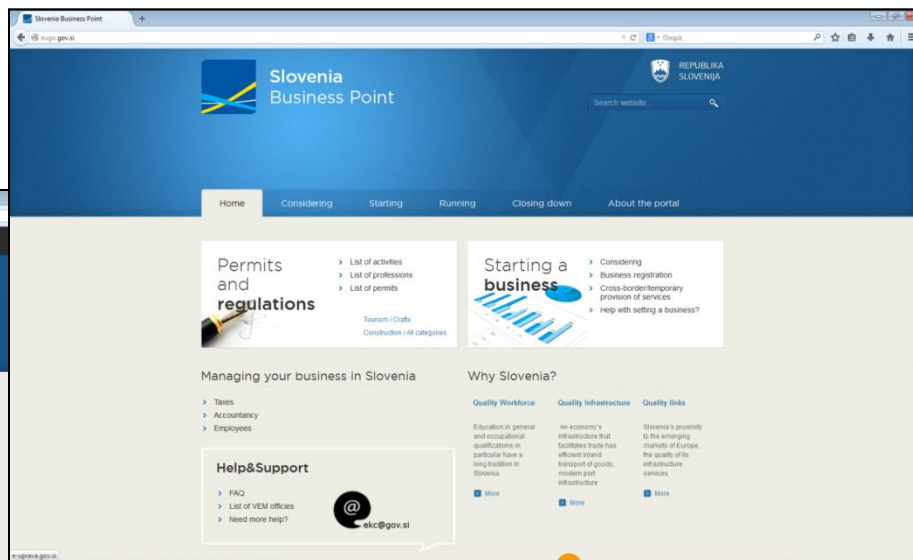 Slovenia Business Point
Google
Slovenia
Business Point
REPUBLIKA
SLOVENIJA
Search website...
Home
Considering
Starting
Running
Closing down
About the portal
Permits
and
regulations
List of activities
List of professions
List of permits
Tourism / Crafts
Construction / All categories
Starting a
business
Considering
Business registration
Cross-border/temporary
provision of services
Help with setting a business?
Managing your business in Slovenia
Taxes
Accountancy
Employees
Help&Support
FAQ
List of VEM officies
Need more help?
@
ekc@gov.si
Why Slovenia?
Quality Workforce
Education in general
and occupational
qualifications in
particular have a
long tradition in
Slovenia
More
Quality Infrastructure
An economy's
infrastructure that
facilitates trade has
efficient inland
transport of goods,
modern port
infrastructure
More
Quality links
Slovenia's proximity
to the emerging
markets of Europe,
the quality of its
infrastructure
services.
More
e-uprava.gov.si